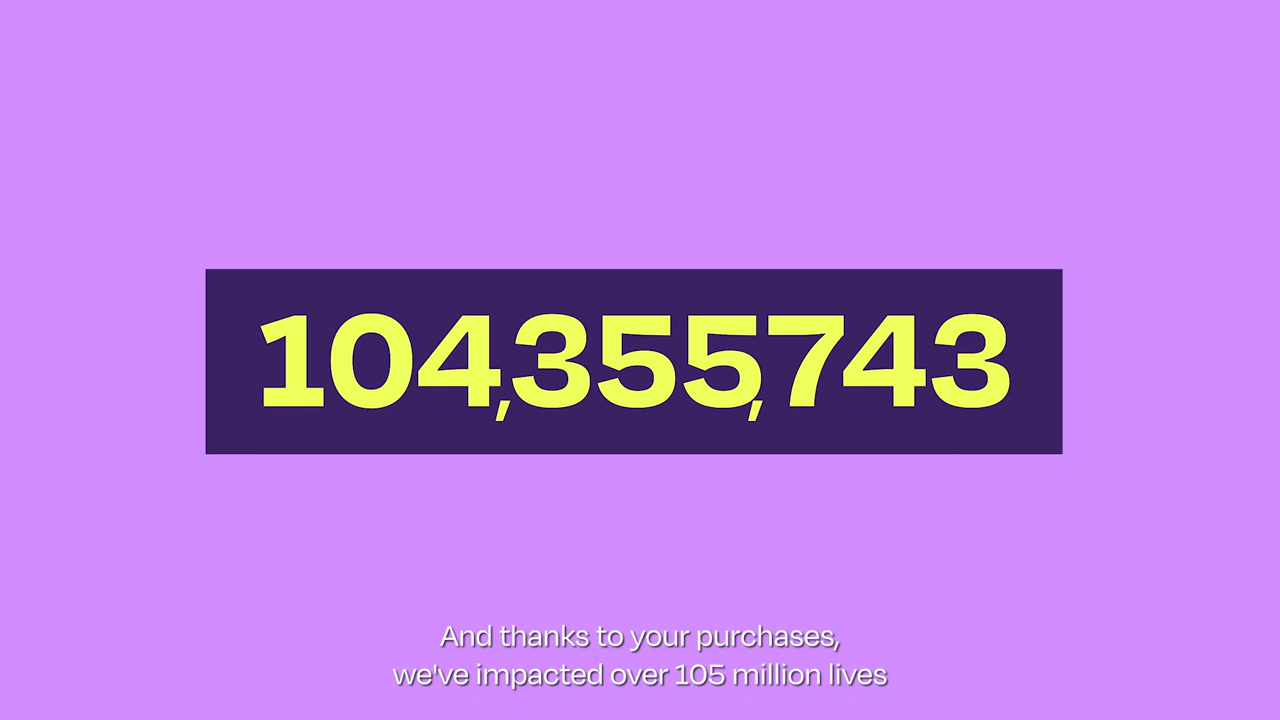 104,355,743
And thanks to your purchases,
we've impacted over 105 million lives